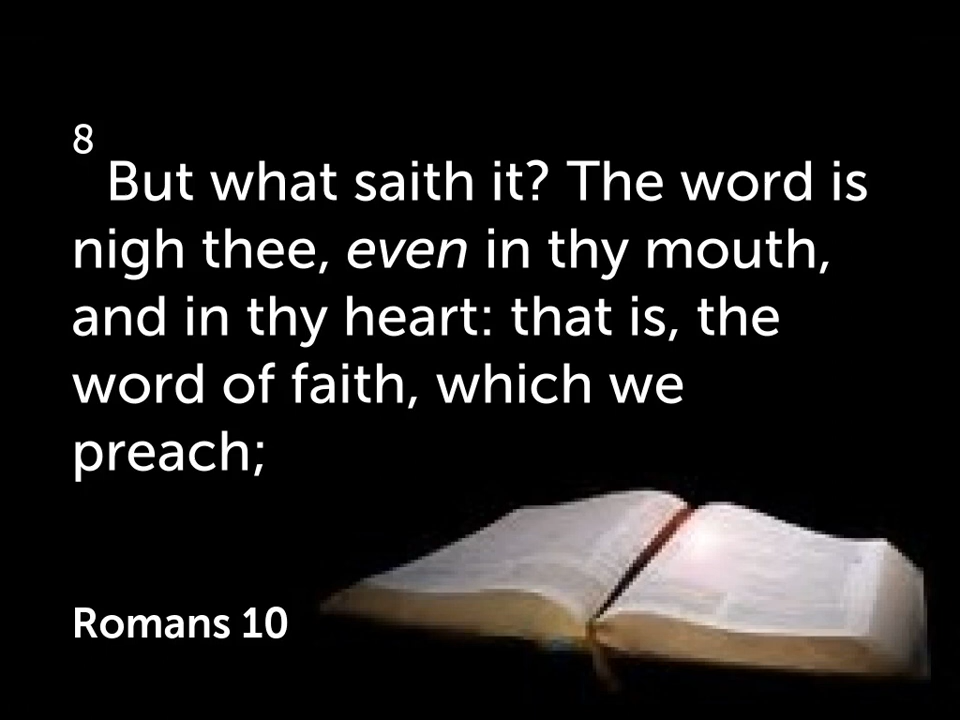 8
But what saith it? The word is
nigh thee, even in thy mouth,
and in thy heart: that is, the
word of faith, which we
preach;
Romans 10